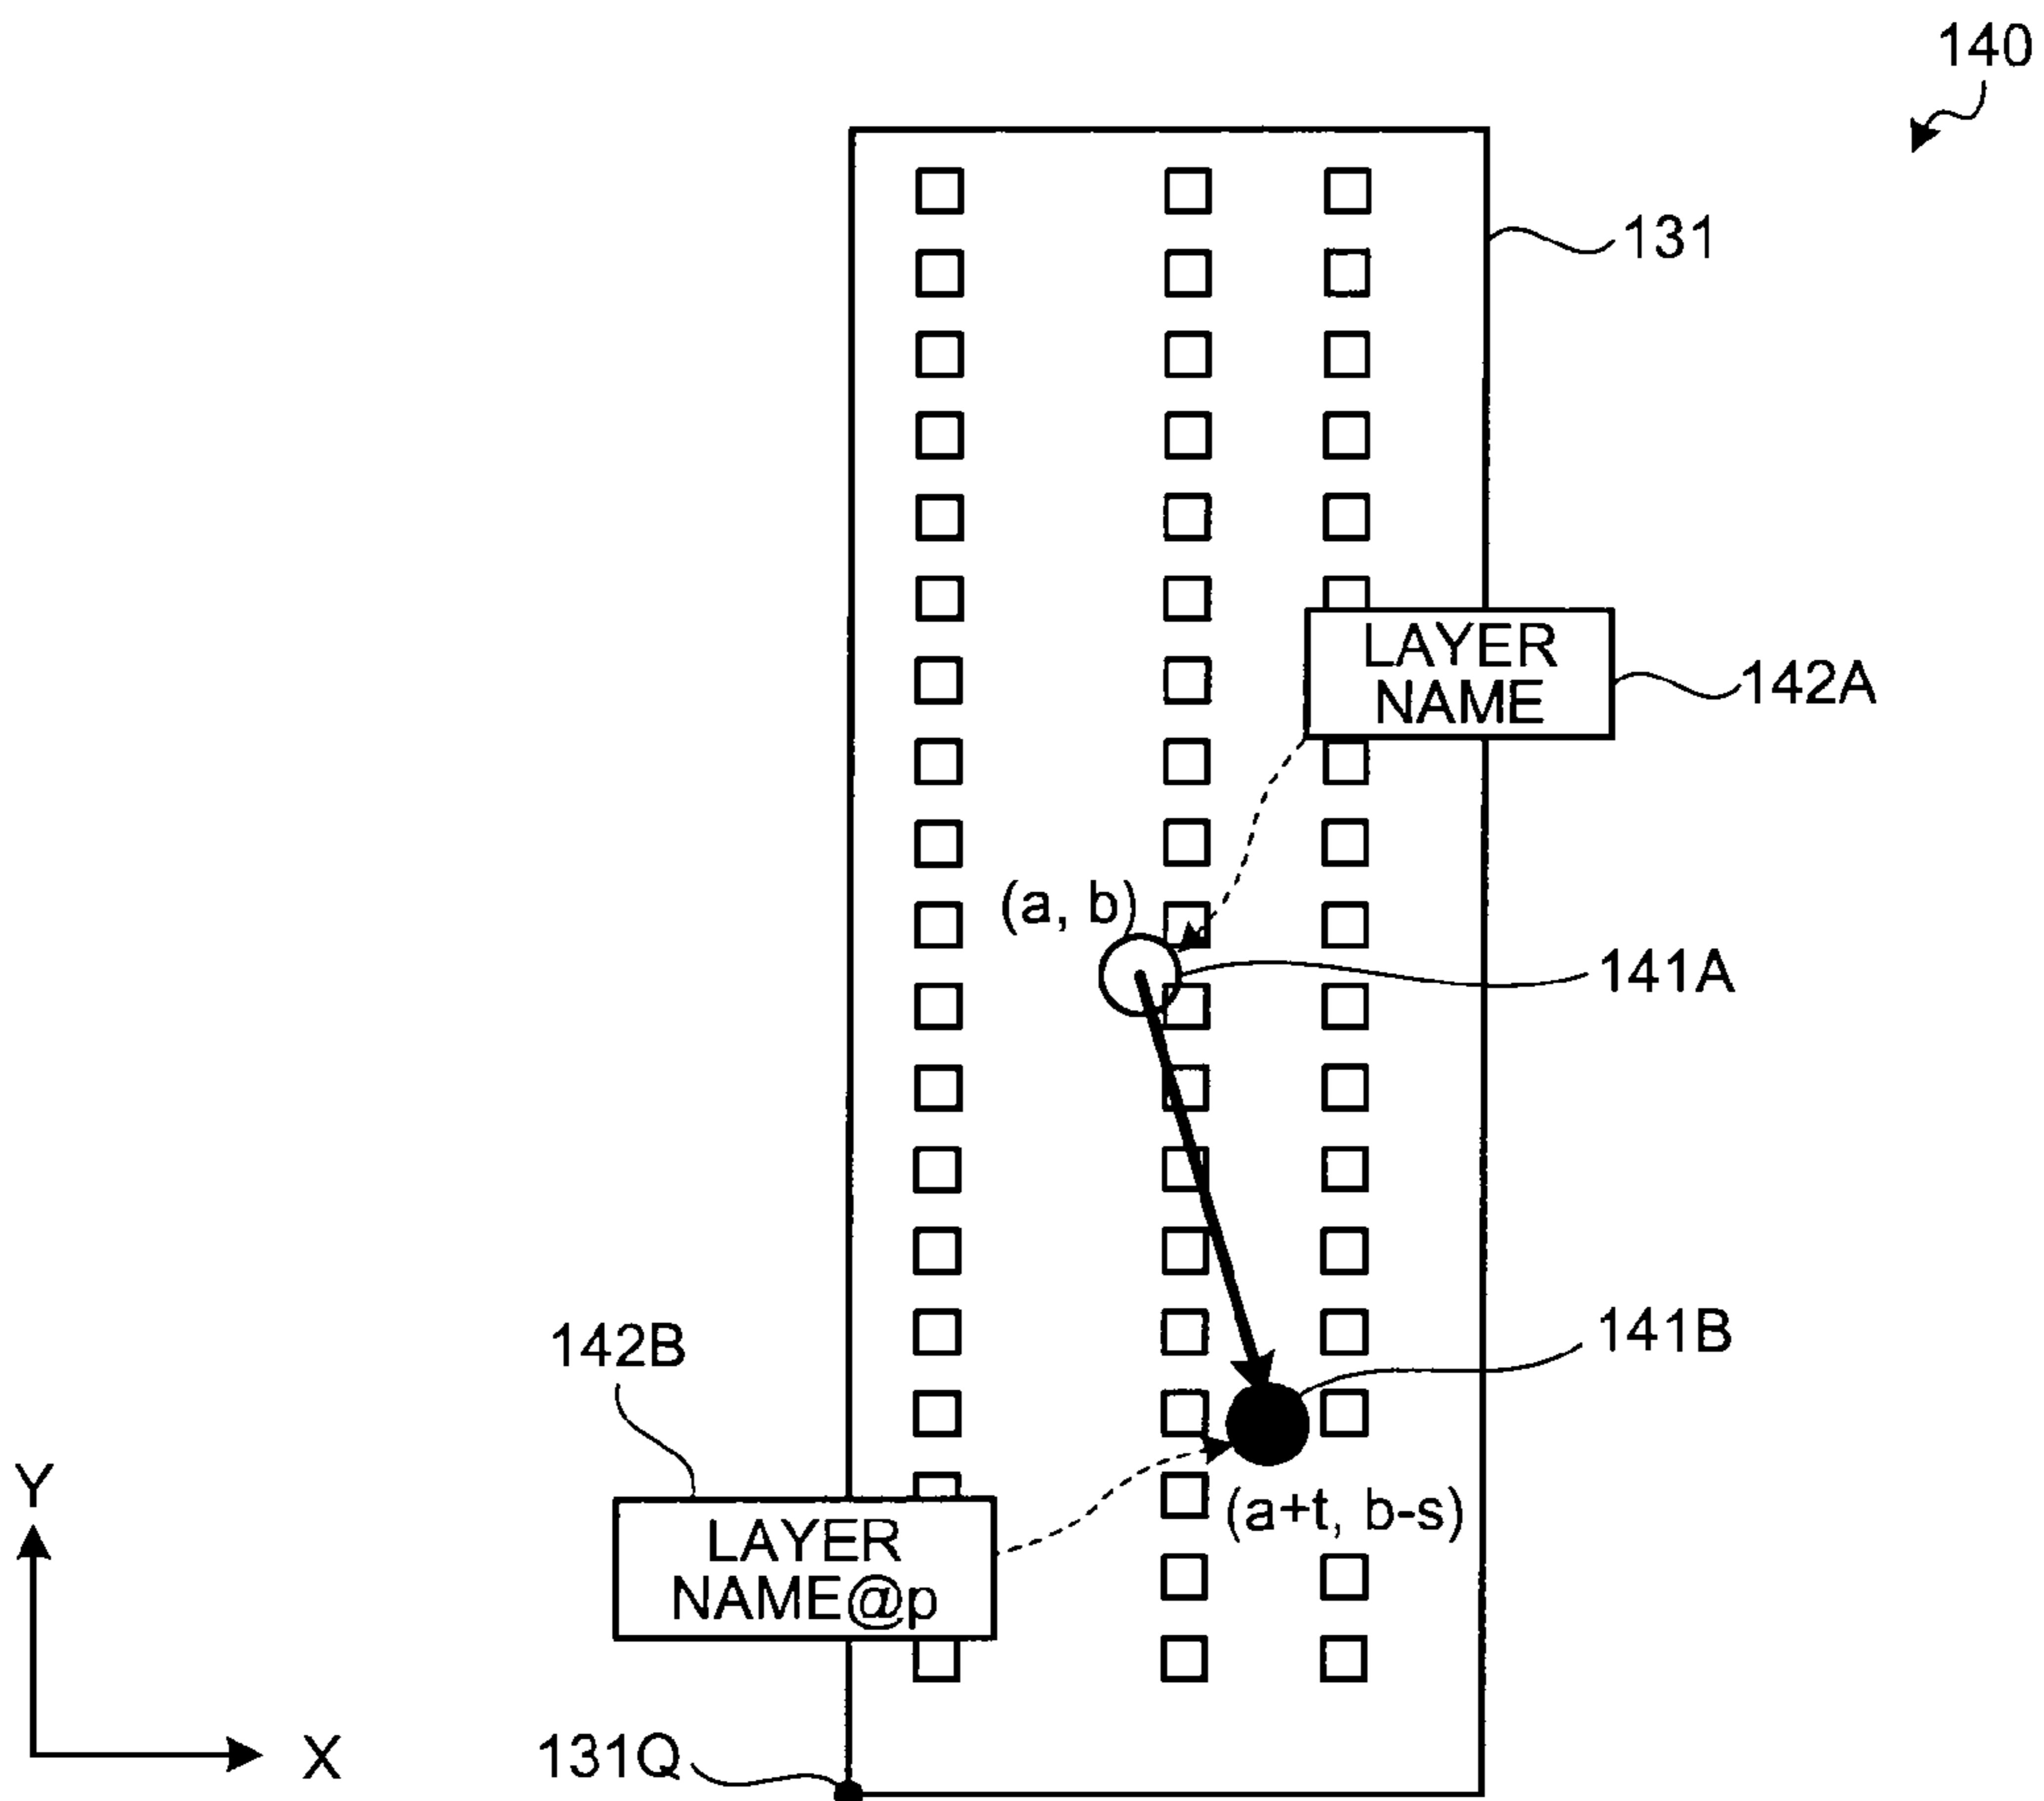 140
131
LAYER
NAME
142A
(a, b)
141A
141B
142B
(a+t, b-s)
LAYER
NAME@p
Y
X
131Q